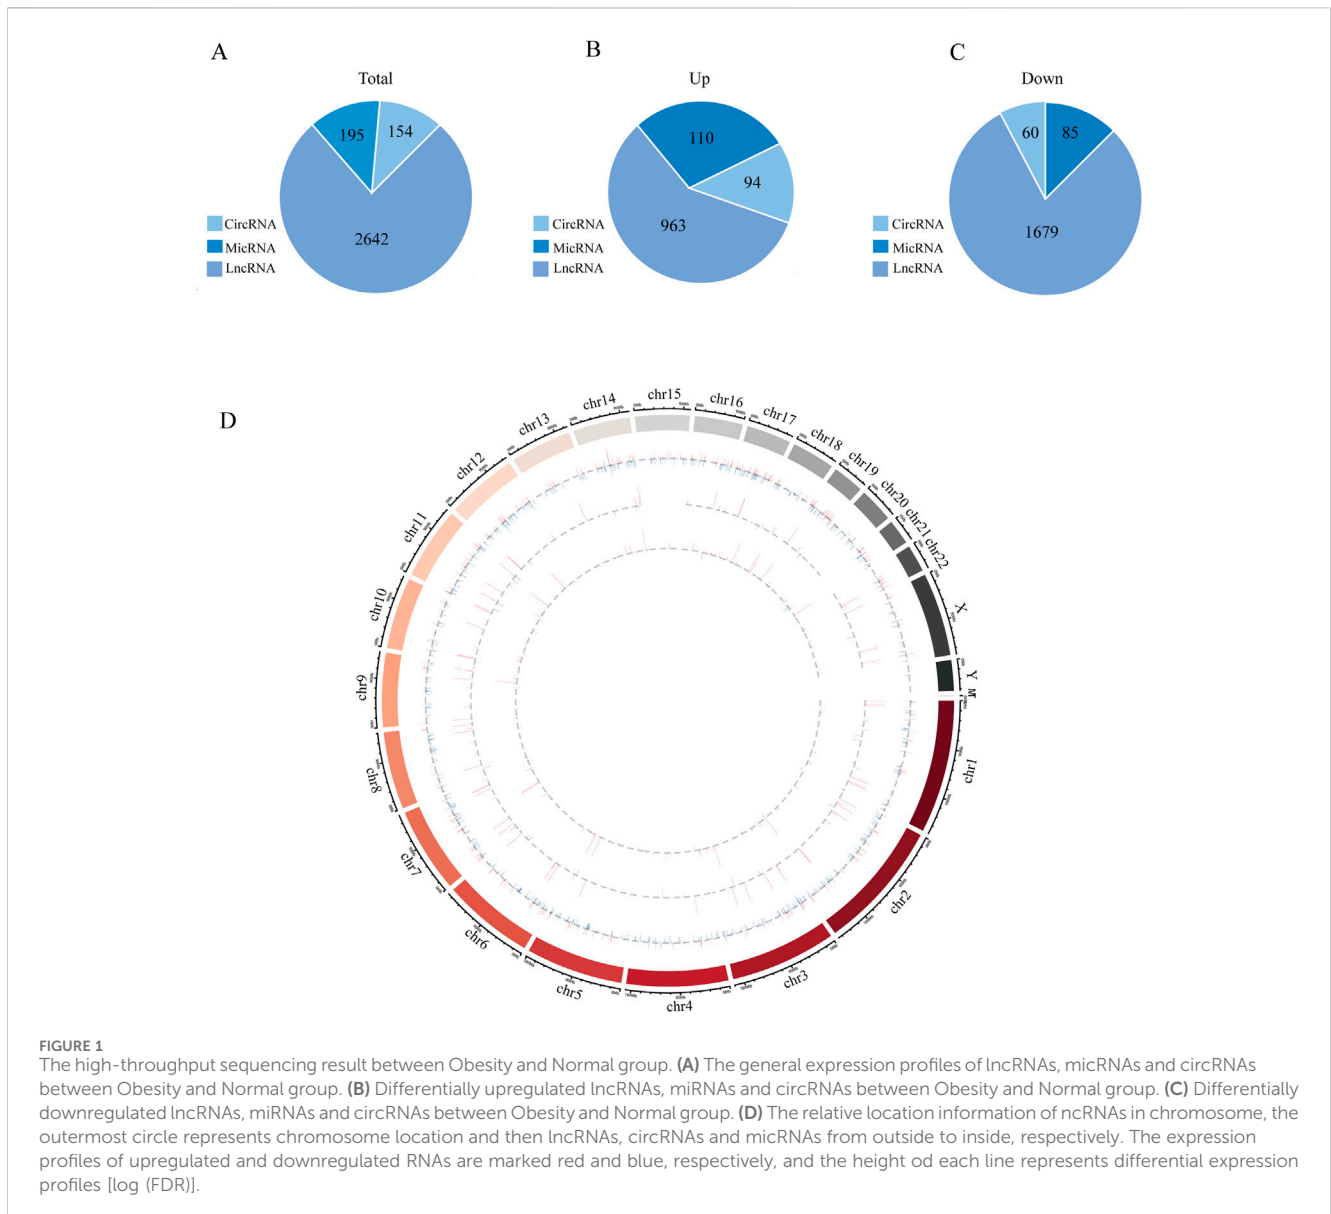 A
B
C
Total
Up
Down
195
154
2642
CircRNA
MicRNA
LncRNA
110
94
963
CircRNA
MicRNA
LncRNA
60
85
1679
CircRNA
MicRNA
LncRNA
D
chr15
chr16
chr17
chr18
chr19
chr20
chr21
chr22
X
Y
M
chr1
chr2
chr3
chr4
chr5
chr6
chr7
chr8
chr9
chr10
chr11
chr12
chr13
chr14
FIGURE 1
The high-throughput sequencing result between Obesity and Normal group. (A) The general expression profiles of lncRNAs, micRNAs and circRNAs
between Obesity and Normal group. (B) Differentially upregulated lncRNAs, miRNAs and circRNAs between Obesity and Normal group. (C) Differentially
downregulated lncRNAs, miRNAs and circRNAs between Obesity and Normal group. (D) The relative location information of ncRNAs in chromosome, the
outermost circle represents chromosome location and then lncRNAs, circRNAs and micRNAs from outside to inside, respectively. The expression
profiles of upregulated and downregulated RNAs are marked red and blue, respectively, and the height od each line represents differential expression
profiles [log (FDR)].